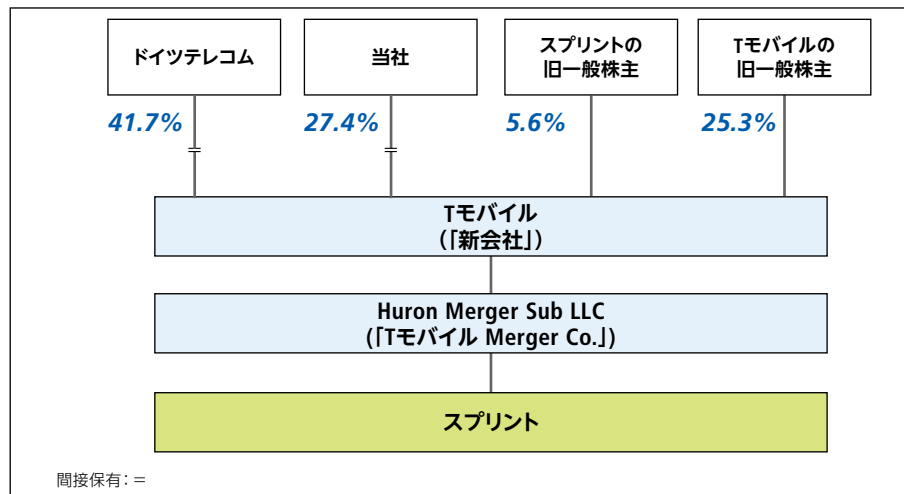 ドイツテレコム
当社
スプリントの
旧一般株主
Tモバイルの
旧一般株主
41.7%
27.4%
5.6%
25.3%
Tモバイル
(「新会社」)
Huron Merger Sub LLC
(「Tモバイル Merger Co.」)
スプリント
間接保有：＝